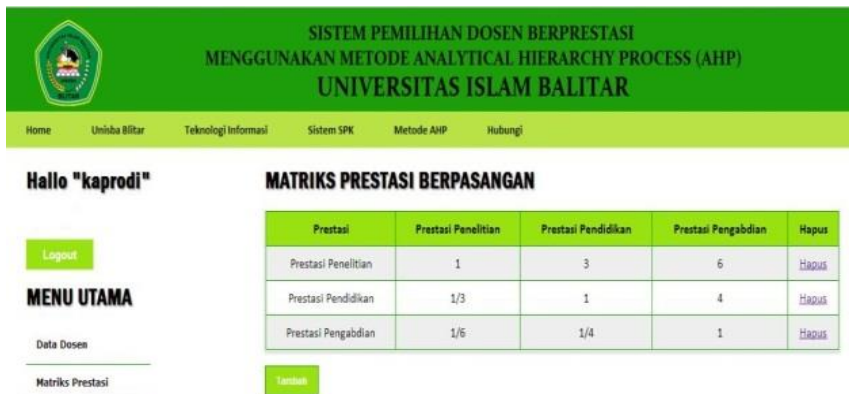 SISTEM PEMILIHAN DOSEN BERPRESTASI
MENGGUNAKAN METODE ANALYTICAL HIERARCHY PROCESS (AHP)
UNIVERSITAS ISLAM BALITAR
BLITAR
Home Unisba Blitar Teknologi Informasi Sistem SPK Metode AHP Hubungi
Hallo "kaprodi"
Logout
MENU UTAMA
Data Dosen
Matriks Prestasi
MATRIKS PRESTASI BERPASANGAN
Prestasi Prestasi Penelitian Prestasi Pendidikan Prestasi Pengabdian Hapus
Prestasi Penelitian 1 3 6 Hapus
Prestasi Pendidikan 1/3 1 4 Hapus
Prestasi Pengabdian 1/6 1/4 1 Hapus
Tambah